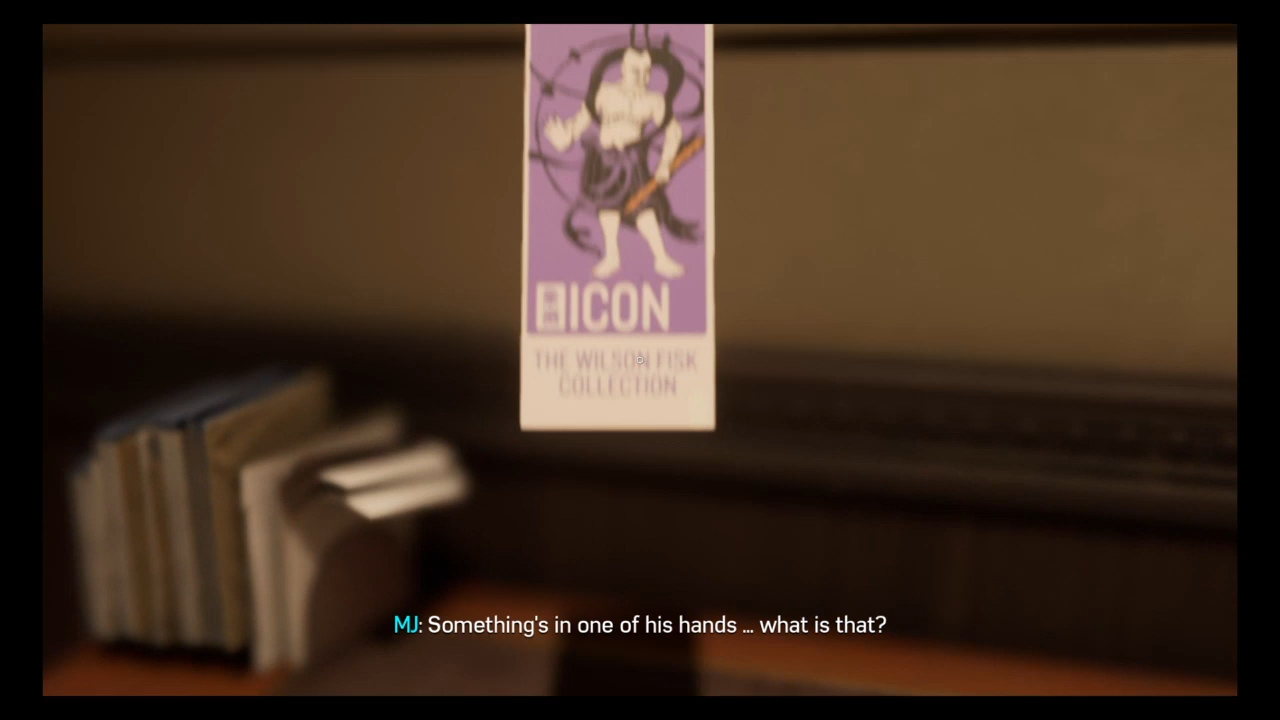 ICON
THE WILSON FISK
COLLECTION
MJ: Something's in one of his hands ... what is that?